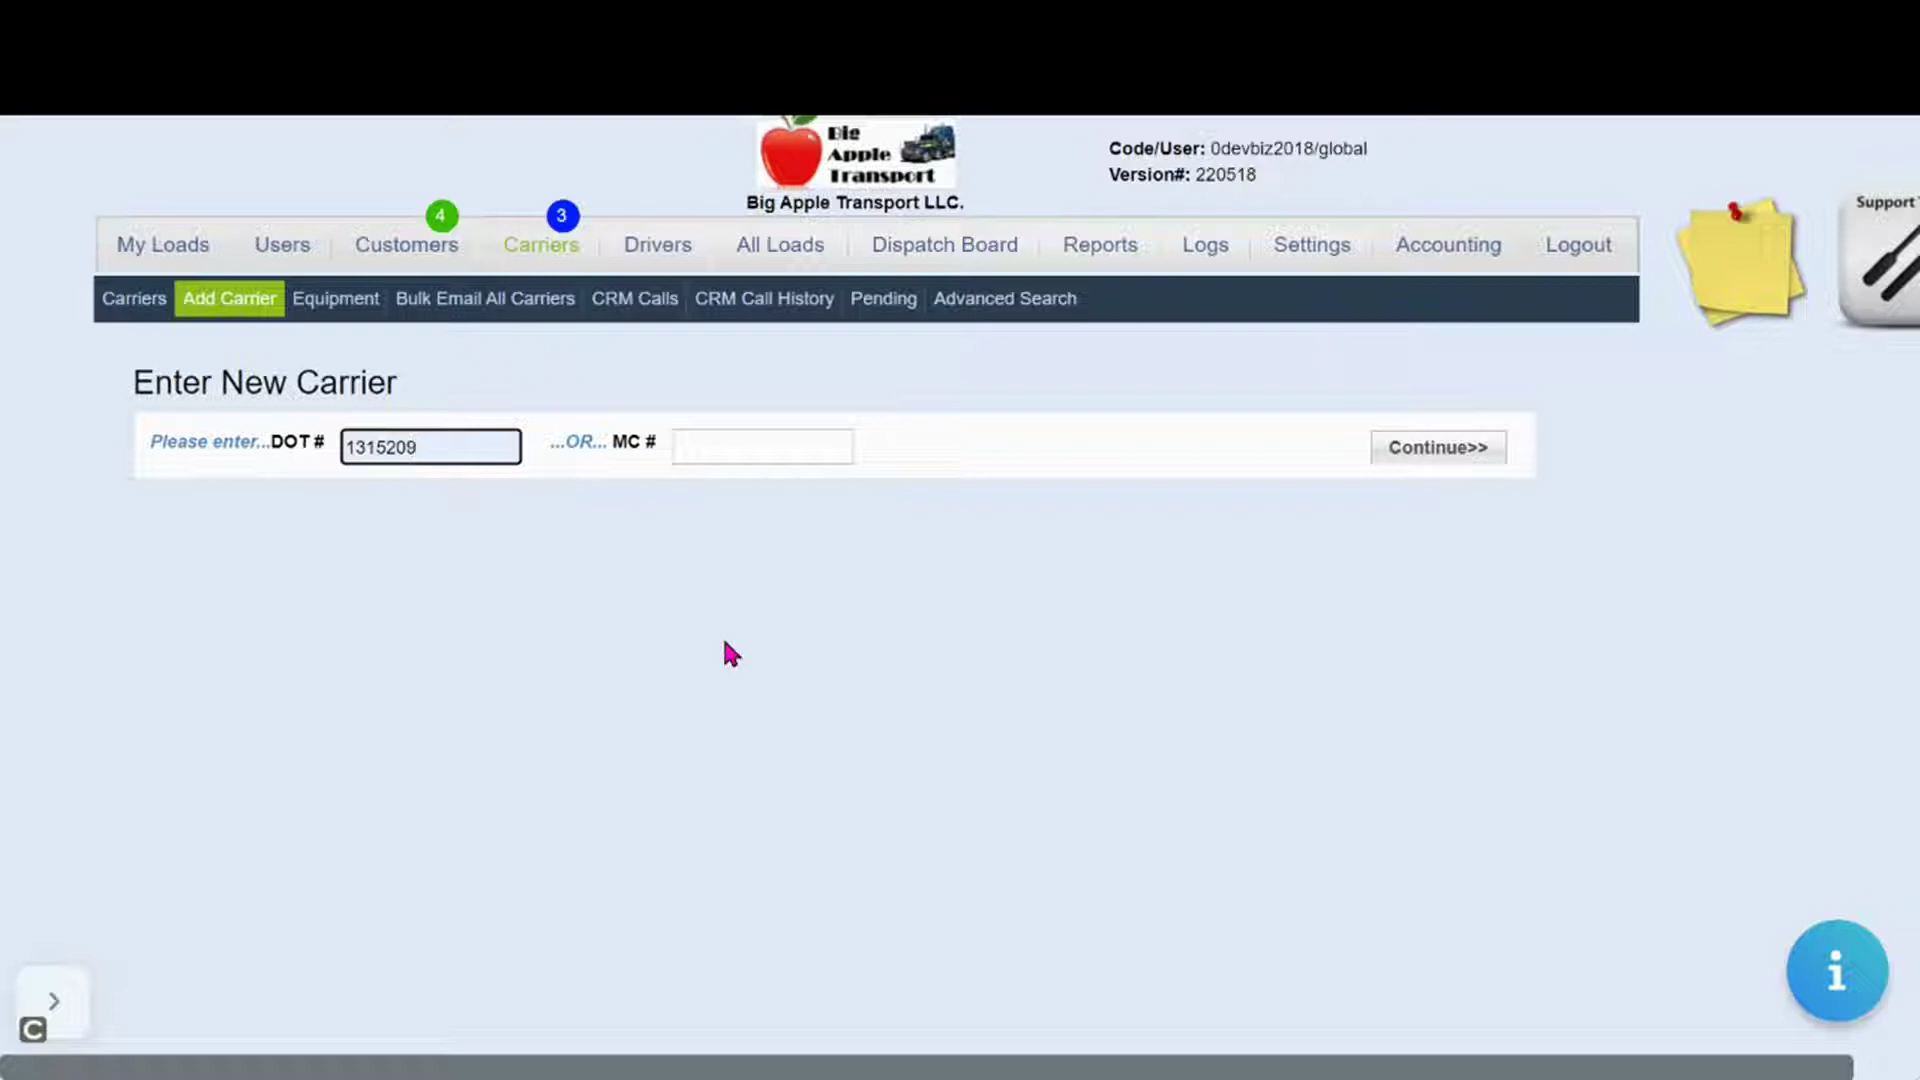 Big
Apple
Transport
Big Apple Transport LLC.
Code/User: 0devbiz2018/global
Version#: 220518
Support
4
3
My Loads Users Customers Carriers Drivers All Loads Dispatch Board Reports Logs Settings Accounting Logout
Carriers Add Carrier Equipment Bulk Email All Carriers CRM Calls CRM Call History Pending Advanced Search
Enter New Carrier
Please enter...DOT # 1315209 ...OR... MC # Continue>>
i
C